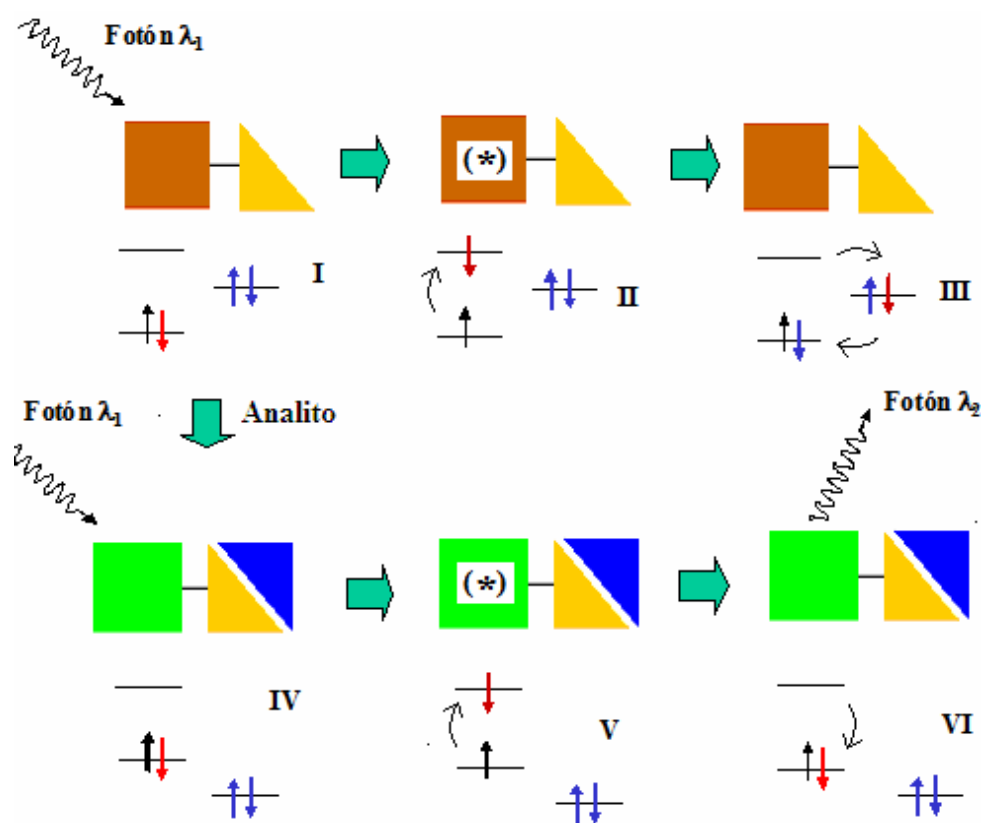 Fotón λ₁
(*)
I
II
III
Fotón λ₁
Analito
Fotón λ₂
(*)
IV
V
VI